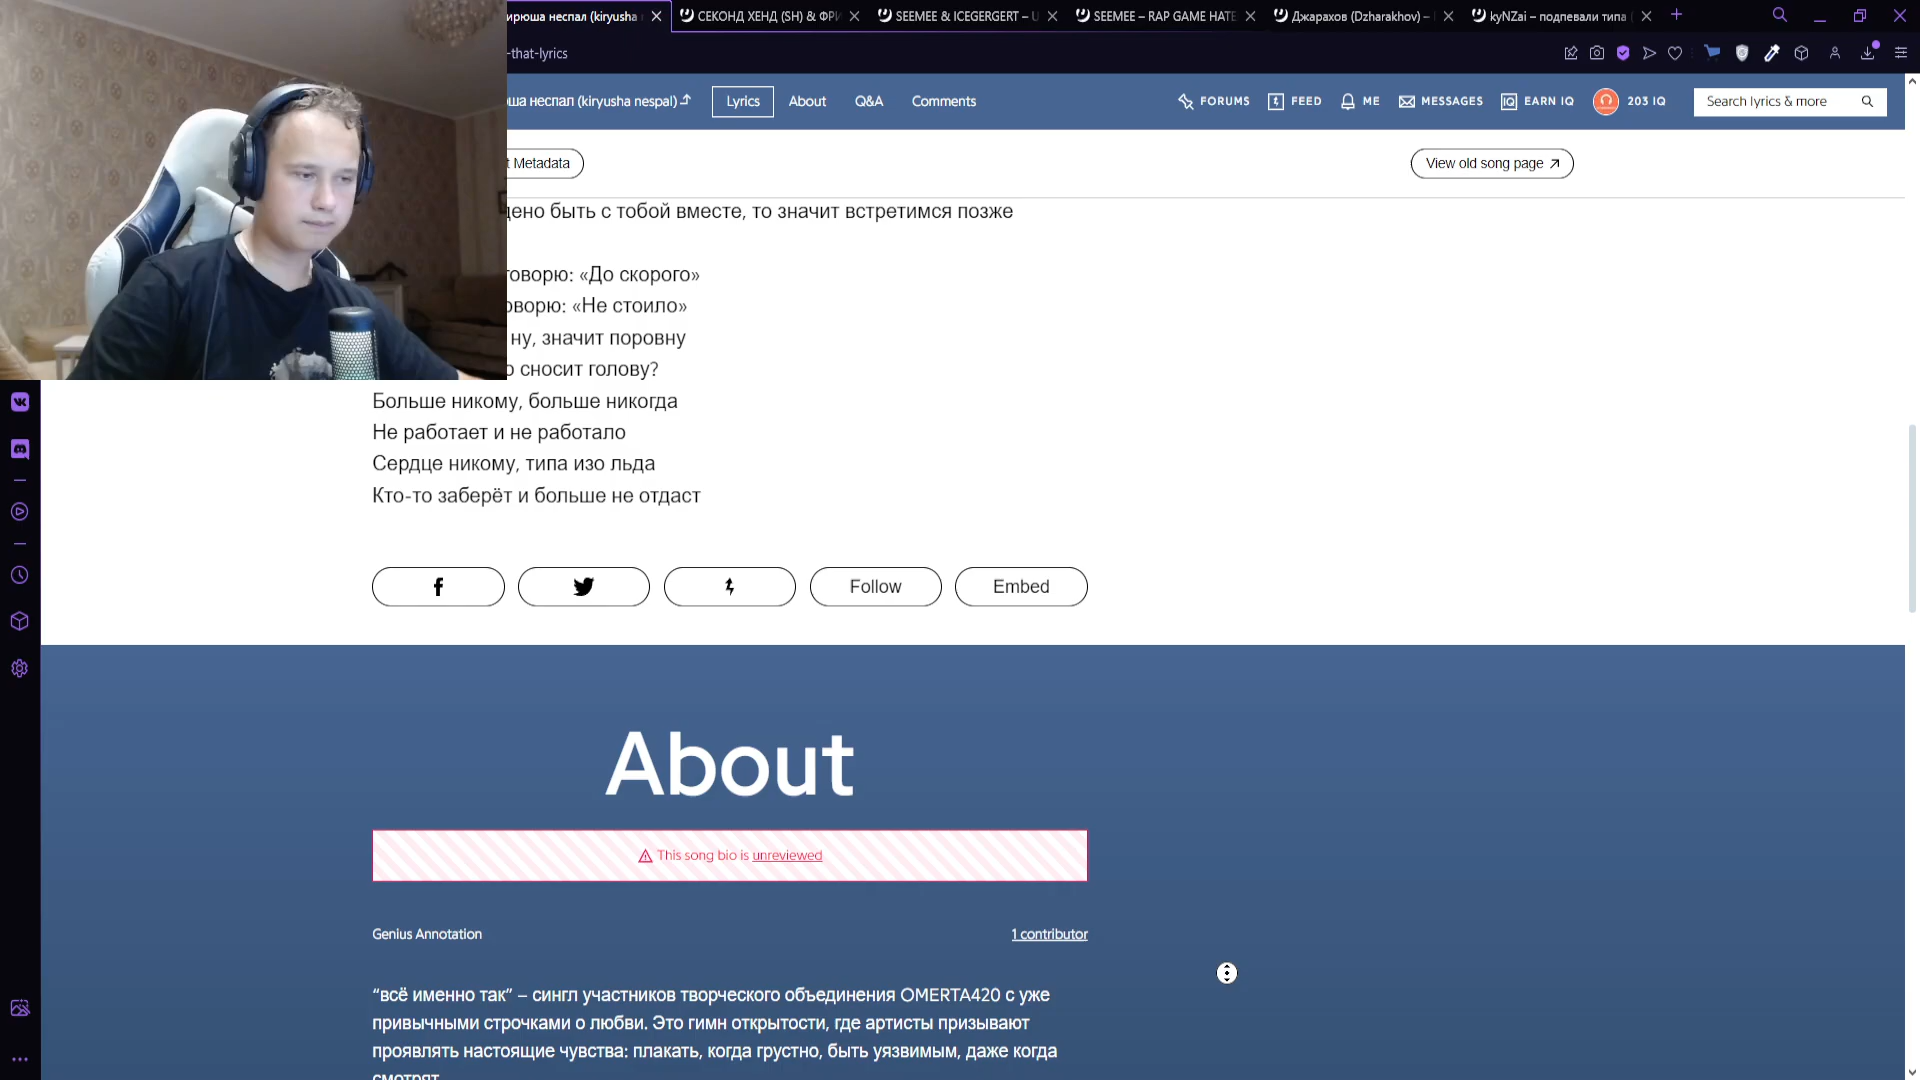 ирюша неспал (kiryusha
СЕКОНД ХЕНД (SH) & ФРИ
SEEMEE & ICEGERGERT – U
SEEMEE – RAP GAME HATE
Джарахов (Dzharakhov) –
kyNZai – подпевали типа
-that-lyrics
юша неспал (kiryusha nespal)
Lyrics
About
Q&A
Comments
FORUMS
FEED
ME
MESSAGES
EARN IQ
203 IQ
Search lyrics & more
t Metadata
View old song page
дено быть с тобой вместе, то значит встретимся позже
говорю: «До скорого»
оворю: «Не стоило»
ну, значит поровну
о сносит голову?
Больше никому, больше никогда
Не работает и не работало
Сердце никому, типа изо льда
Кто-то заберёт и больше не отдаст
Follow
Embed
About
This song bio is unreviewed
Genius Annotation
1 contributor
“всё именно так” – сингл участников творческого объединения OMERTA420 с уже
привычными строчками о любви. Это гимн открытости, где артисты призывают
проявлять настоящие чувства: плакать, когда грустно, быть уязвимым, даже когда
смотрят